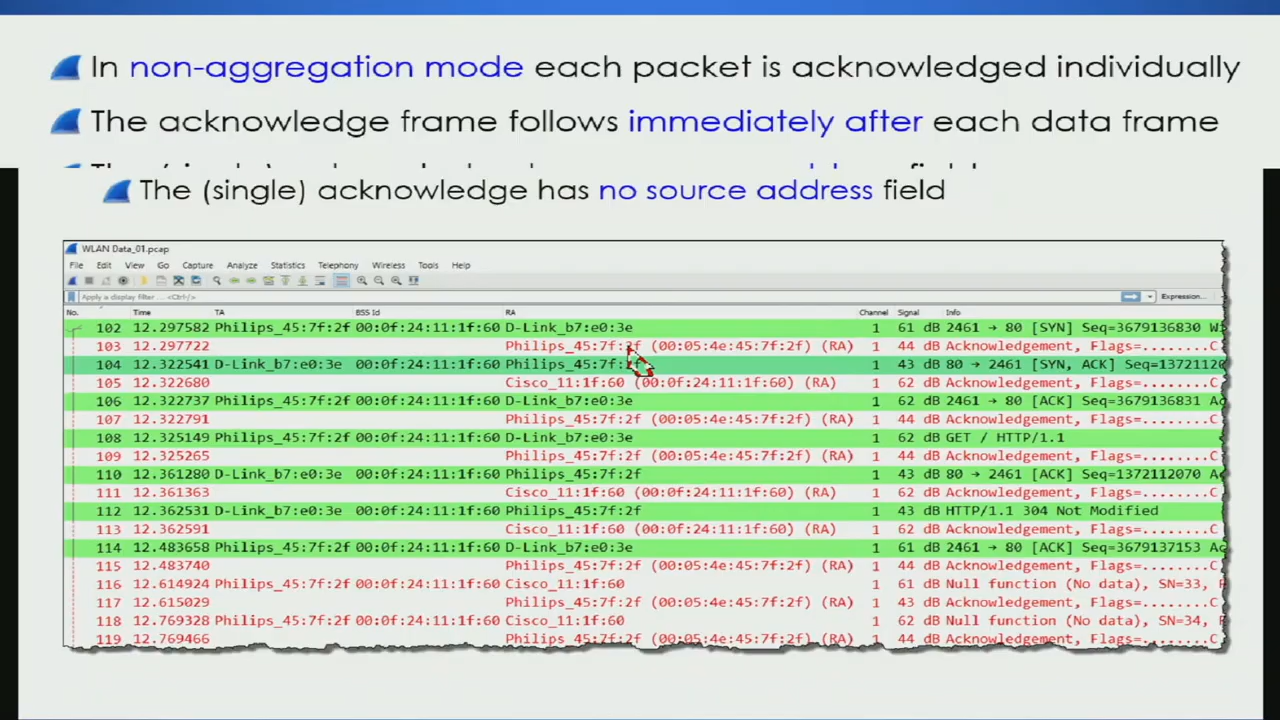 In non-aggregation mode each packet is acknowledged individually
The acknowledge frame follows immediately after each data frame
The (single) acknowledge has no source address field
WLAN Data_01.pcap
File Edit View Go Capture Analyze Statistics Telephony Wireless Tools Help
Apply a display filter ... <Ctrl-/> Expression...
No. Time TA BSS Id RA Channel Signal Info
102 12.297582 Philips_45:7f:2f 00:0f:24:11:1f:60 D-Link_b7:e0:3e 1 61 dB 2461 → 80 [SYN] Seq=3679136830
103 12.297722 Philips_45:7f:2f (00:05:4e:45:7f:2f) (RA) 1 44 dB Acknowledgement, Flags=........C
104 12.322541 D-Link_b7:e0:3e 00:0f:24:11:1f:60 Philips_45:7f:2f 1 43 dB 80 → 2461 [SYN, ACK] Seq=13721120
105 12.322680 Cisco_11:1f:60 (00:0f:24:11:1f:60) (RA) 1 62 dB Acknowledgement, Flags=........C
106 12.322737 Philips_45:7f:2f 00:0f:24:11:1f:60 D-Link_b7:e0:3e 1 62 dB 2461 → 80 [ACK] Seq=3679136831 Ac
107 12.322791 Philips_45:7f:2f (00:05:4e:45:7f:2f) (RA) 1 44 dB Acknowledgement, Flags=........C
108 12.325149 Philips_45:7f:2f 00:0f:24:11:1f:60 D-Link_b7:e0:3e 1 62 dB GET / HTTP/1.1
109 12.325265 Philips_45:7f:2f (00:05:4e:45:7f:2f) (RA) 1 44 dB Acknowledgement, Flags=........C
110 12.361280 D-Link_b7:e0:3e 00:0f:24:11:1f:60 Philips_45:7f:2f 1 43 dB 80 → 2461 [ACK] Seq=1372112070 Ac
111 12.361363 Cisco_11:1f:60 (00:0f:24:11:1f:60) (RA) 1 62 dB Acknowledgement, Flags=........C
112 12.362531 D-Link_b7:e0:3e 00:0f:24:11:1f:60 Philips_45:7f:2f 1 43 dB HTTP/1.1 304 Not Modified
113 12.362591 Cisco_11:1f:60 (00:0f:24:11:1f:60) (RA) 1 62 dB Acknowledgement, Flags=........C
114 12.483658 Philips_45:7f:2f 00:0f:24:11:1f:60 D-Link_b7:e0:3e 1 61 dB 2461 → 80 [ACK] Seq=3679137153 Ac
115 12.483740 Philips_45:7f:2f (00:05:4e:45:7f:2f) (RA) 1 44 dB Acknowledgement, Flags=........C
116 12.614924 Philips_45:7f:2f 00:0f:24:11:1f:60 Cisco_11:1f:60 1 61 dB Null function (No data), SN=33,
117 12.615029 Philips_45:7f:2f (00:05:4e:45:7f:2f) (RA) 1 43 dB Acknowledgement, Flags=........C
118 12.769328 Philips_45:7f:2f 00:0f:24:11:1f:60 Cisco_11:1f:60 1 62 dB Null function (No data), SN=34,
119 12.769466 Philips_45:7f:2f (00:05:4e:45:7f:2f) (RA) 1 44 dB Acknowledgement, Flags=........C